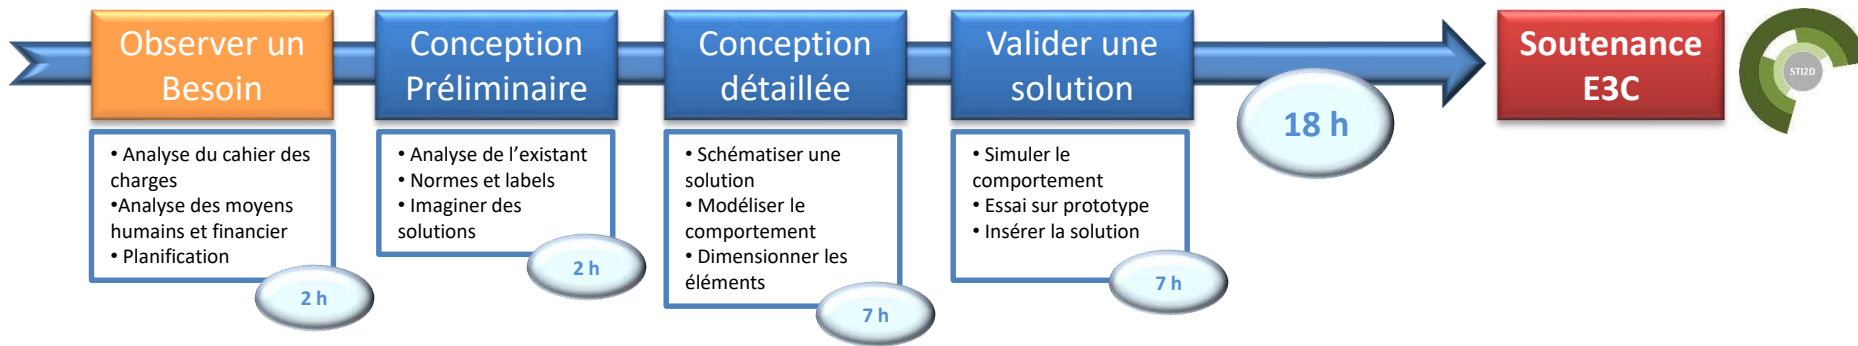 Observer un
Besoin
• Analyse du cahier des
charges
•Analyse des moyens
humains et financier
• Planification
2 h
Conception
Préliminaire
• Analyse de l'existant
• Normes et labels
• Imaginer des
solutions
2 h
Conception
détaillée
• Schématiser une
solution
• Modéliser le
comportement
• Dimensionner les
éléments
7 h
Valider une
solution
• Simuler le
comportement
• Essai sur prototype
• Insérer la solution
7 h
18 h
Soutenance
E3C
STI2D